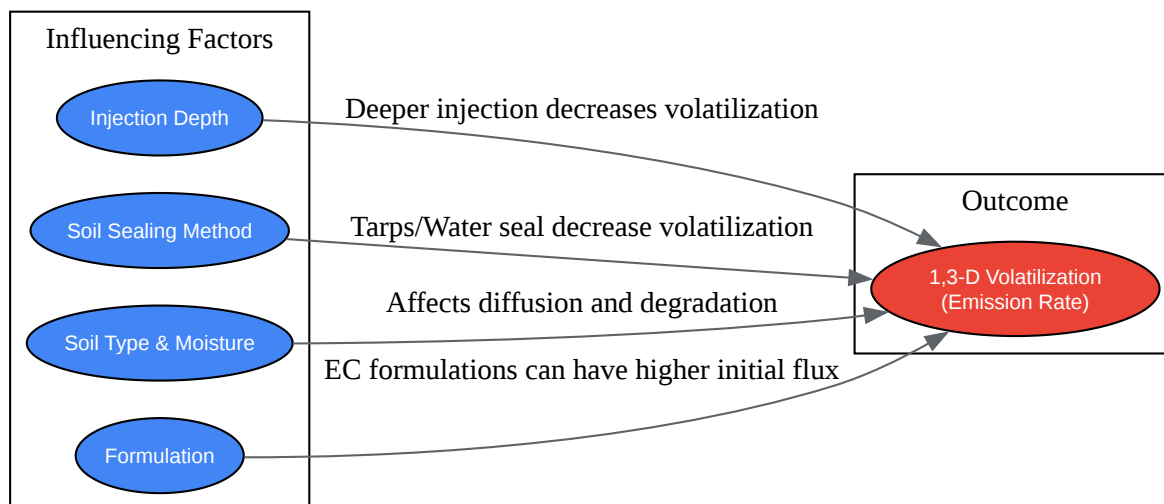 Influencing Factors
Injection Depth
Deeper injection decreases volatilization
Soil Sealing Method
Tarps/Water seal decrease volatilization
Soil Type & Moisture
Affects diffusion and degradation
Formulation
EC formulations can have higher initial flux
Outcome
1,3-D Volatilization
(Emission Rate)